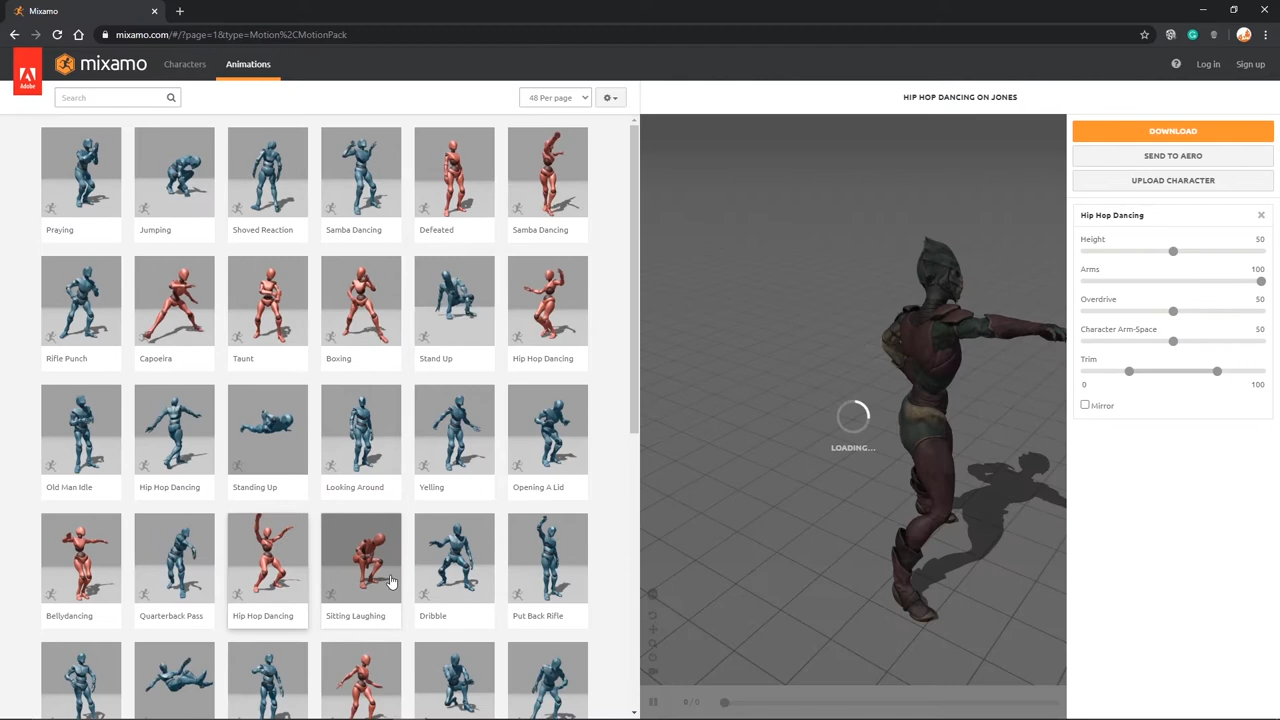 Mixamo
mixamo.com/#/?page=1&type=Motion%2CMotionPack
Adobe
mixamo
Characters
Animations
Log in
Sign up
Search
48 Per page
HIP HOP DANCING ON JONES
Praying
Jumping
Shoved Reaction
Samba Dancing
Defeated
Samba Dancing
Rifle Punch
Capoeira
Taunt
Boxing
Stand Up
Hip Hop Dancing
Old Man Idle
Hip Hop Dancing
Standing Up
Looking Around
Yelling
Opening A Lid
Bellydancing
Quarterback Pass
Hip Hop Dancing
Sitting Laughing
Dribble
Put Back Rifle
LOADING...
0 / 0
DOWNLOAD
SEND TO AERO
UPLOAD CHARACTER
Hip Hop Dancing
Height 50
Arms 100
Overdrive 50
Character Arm-Space 50
Trim
0 100
Mirror